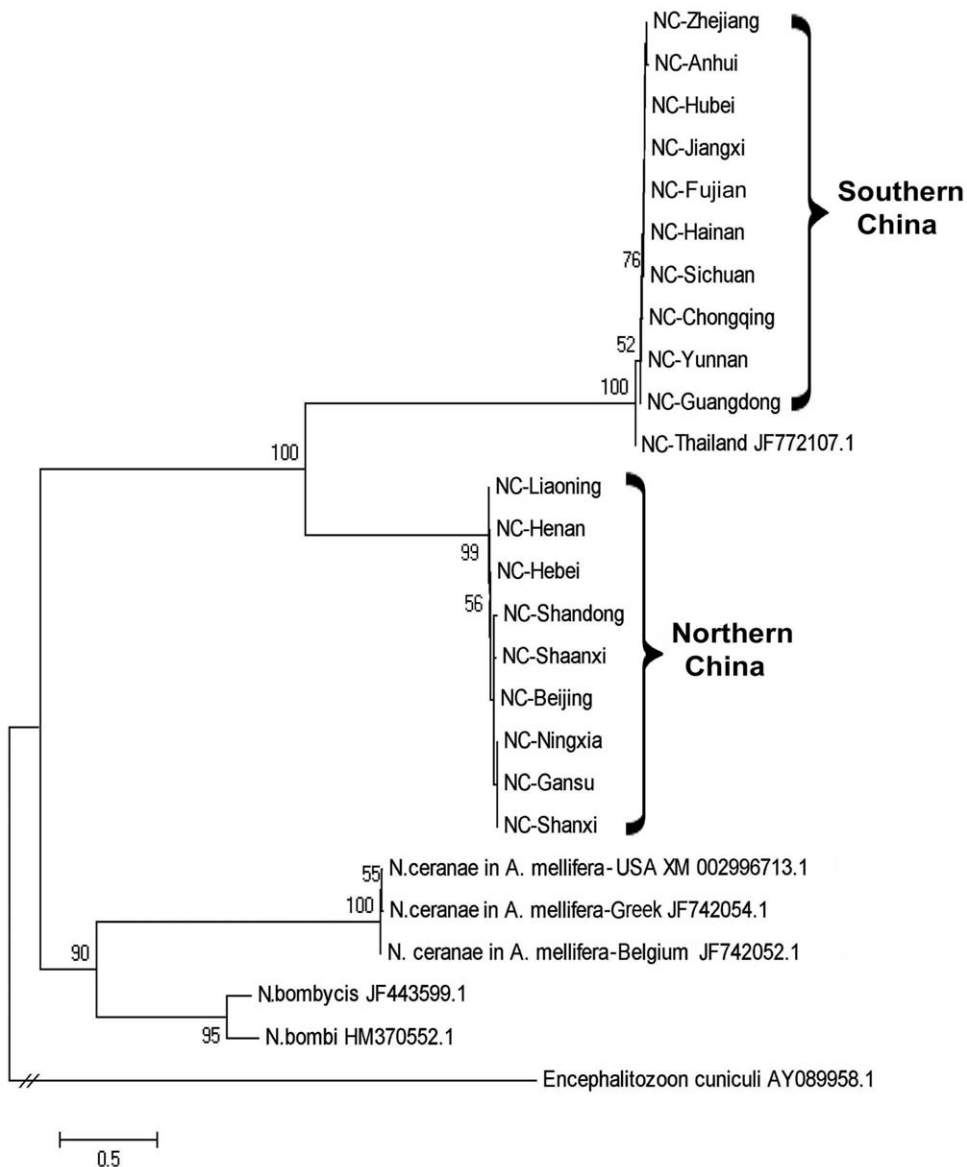 NC-Zhejiang
NC-Anhui
NC-Hubei
NC-Jiangxi
NC-Fujian
NC-Hainan
NC-Sichuan
NC-Chongqing
NC-Yunnan
NC-Guangdong
NC-Thailand JF772107.1
Southern
China
76
52
100
100
NC-Liaoning
NC-Henan
NC-Hebei
NC-Shandong
NC-Shaanxi
NC-Beijing
NC-Ningxia
NC-Gansu
NC-Shanxi
Northern
China
99
56
N.ceranae in A. mellifera-USA XM 002996713.1
N.ceranae in A. mellifera-Greek JF742054.1
N. ceranae in A. mellifera-Belgium JF742052.1
55
100
90
N.bombycis JF443599.1
N.bombi HM370552.1
95
Encephalitozoon cuniculi AY089958.1
0.5